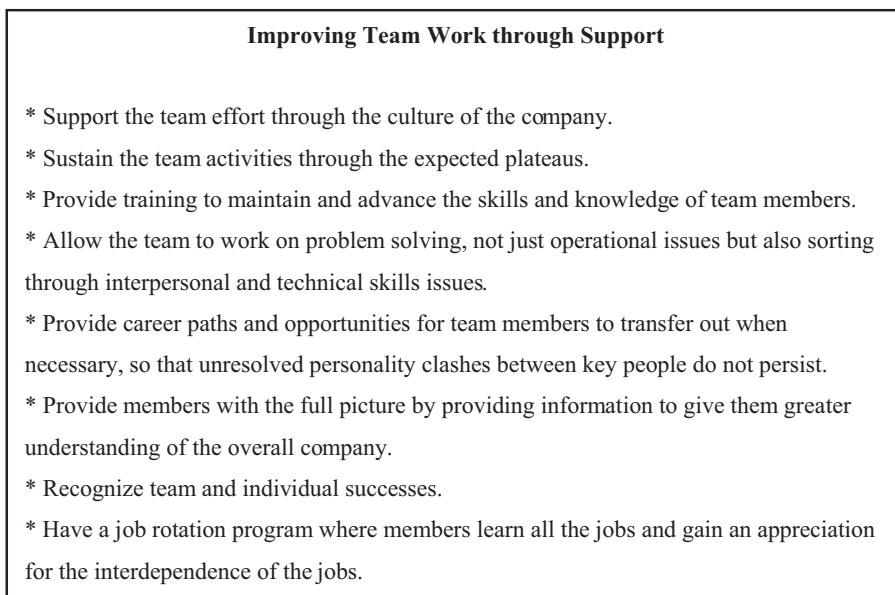 Improving Team Work through Support
* Support the team effort through the culture of the company.
* Sustain the team activities through the expected plateaus.
* Provide training to maintain and advance the skills and knowledge of team members.
* Allow the team to work on problem solving, not just operational issues but also sorting
through interpersonal and technical skills issues.
* Provide career paths and opportunities for team members to transfer out when
necessary, so that unresolved personality clashes between key people do not persist.
* Provide members with the full picture by providing information to give them greater
understanding of the overall company.
* Recognize team and individual successes.
* Have a job rotation program where members learn all the jobs and gain an appreciation
for the interdependence of the jobs.